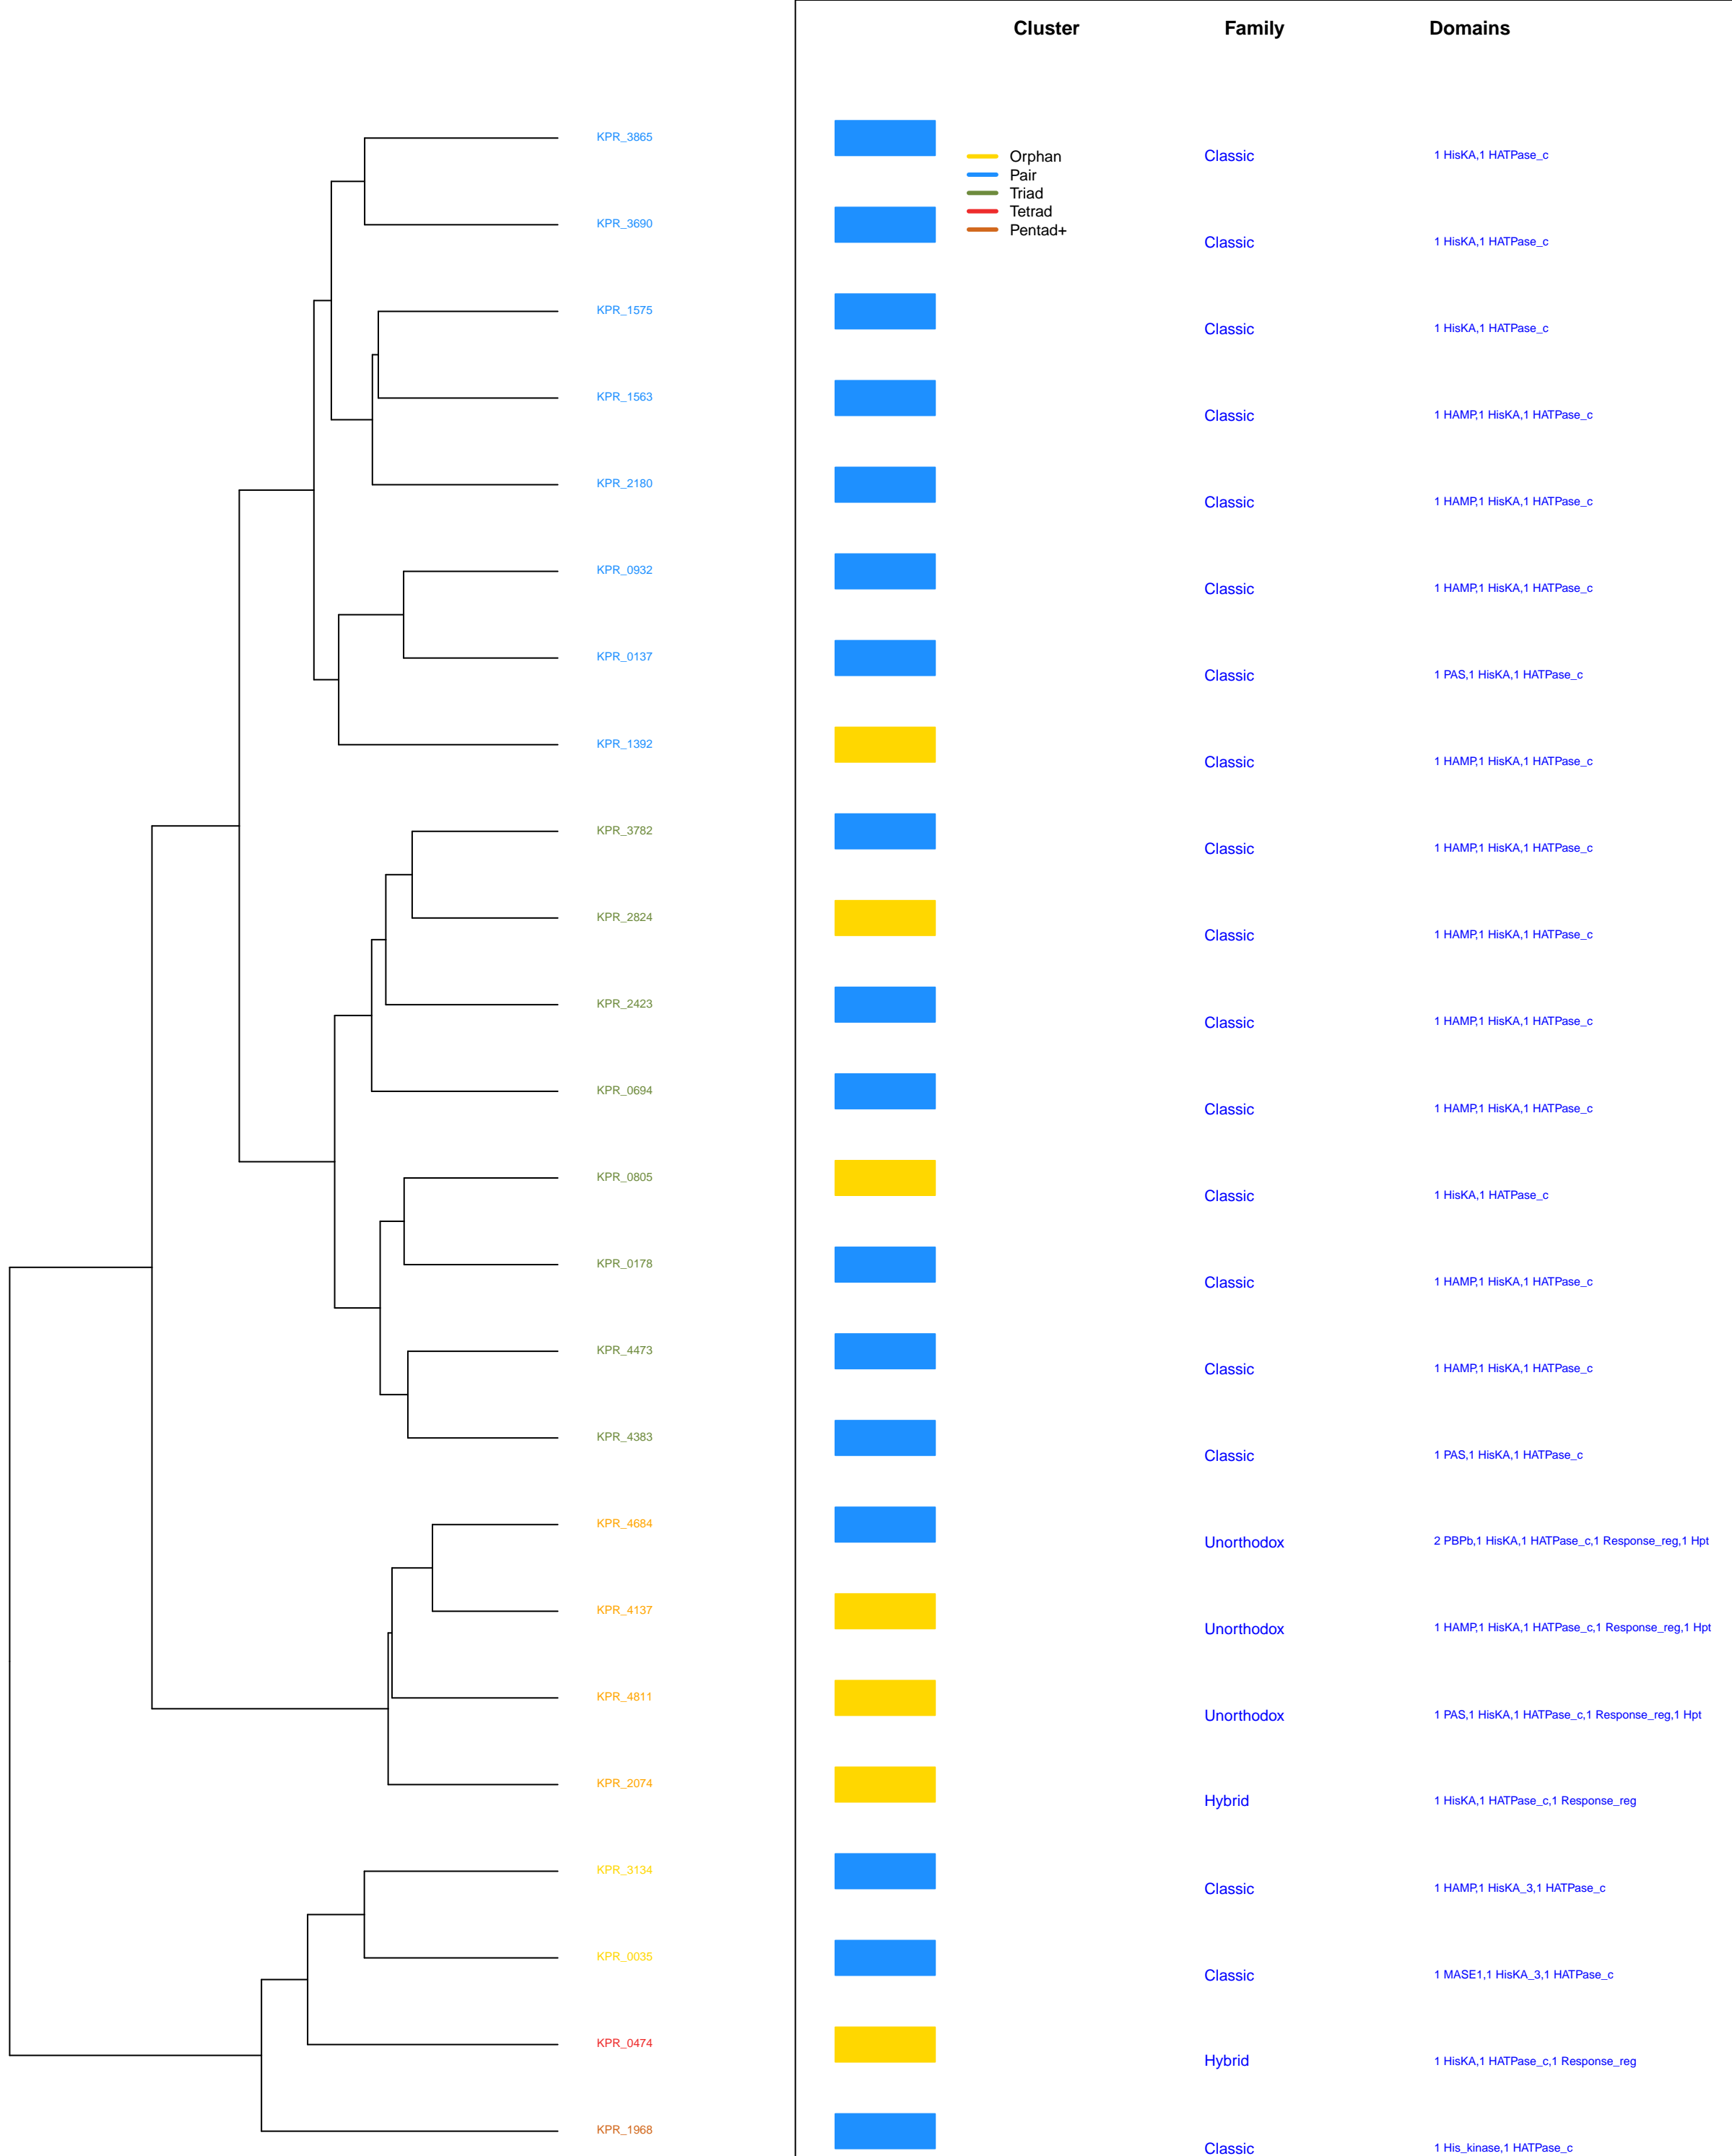 Cluster Family Domains
KPR_3865
Orphan
Classic 1 HisKA,1 HATPase_c
Pair
Triad
Tetrad
KPR_3690
Pentad+
Classic 1 HisKA,1 HATPase_c
KPR_1575
Classic 1 HisKA,1 HATPase_c
KPR_1563
Classic 1 HAMP,1 HisKA,1 HATPase_c
KPR_2180
Classic 1 HAMP,1 HisKA,1 HATPase_c
KPR_0932
Classic 1 HAMP,1 HisKA,1 HATPase_c
KPR_0137
Classic 1 PAS,1 HisKA,1 HATPase_c
KPR_1392
Classic 1 HAMP,1 HisKA,1 HATPase_c
KPR_3782
Classic 1 HAMP,1 HisKA,1 HATPase_c
KPR_2824
Classic 1 HAMP,1 HisKA,1 HATPase_c
KPR_2423
Classic 1 HAMP,1 HisKA,1 HATPase_c
KPR_0694
Classic 1 HAMP,1 HisKA,1 HATPase_c
KPR_0805
Classic 1 HisKA,1 HATPase_c
KPR_0178
Classic 1 HAMP,1 HisKA,1 HATPase_c
KPR_4473
Classic 1 HAMP,1 HisKA,1 HATPase_c
KPR_4383
Classic 1 PAS,1 HisKA,1 HATPase_c
KPR_4684
Unorthodox 2 PBPb,1 HisKA,1 HATPase_c,1 Response_reg,1 Hpt
KPR_4137
Unorthodox 1 HAMP,1 HisKA,1 HATPase_c,1 Response_reg,1 Hpt
KPR_4811
Unorthodox 1 PAS,1 HisKA,1 HATPase_c,1 Response_reg,1 Hpt
KPR_2074
Hybrid 1 HisKA,1 HATPase_c,1 Response_reg
KPR_3134
Classic 1 HAMP,1 HisKA_3,1 HATPase_c
KPR_0035
Classic 1 MASE1,1 HisKA_3,1 HATPase_c
KPR_0474
Hybrid 1 HisKA,1 HATPase_c,1 Response_reg
KPR_1968
Classic 1 His_kinase,1 HATPase_c